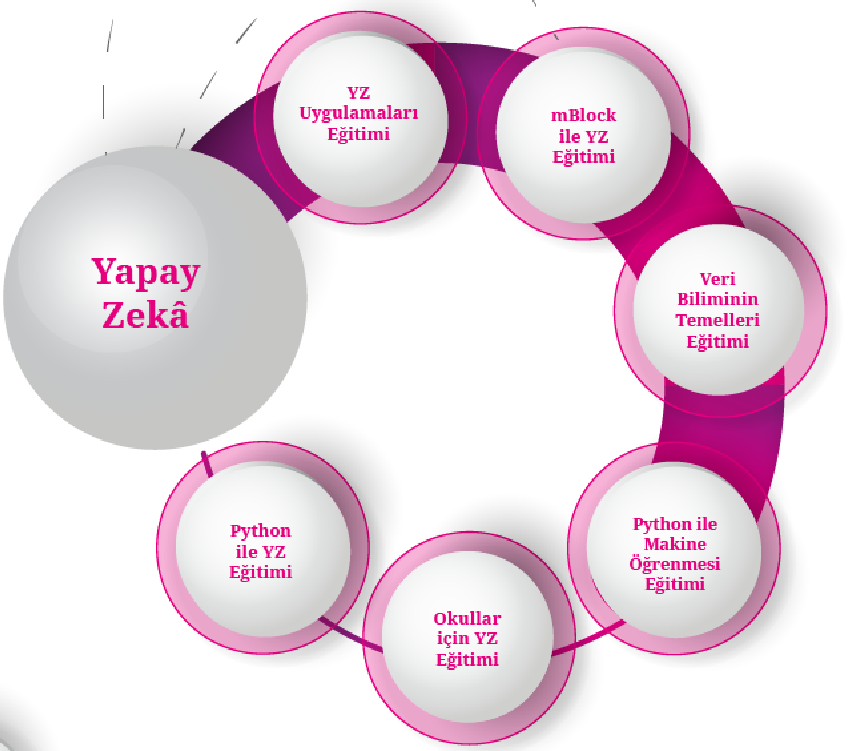 Yapay
Zekâ
YZ
Uygulamaları
Eğitimi
mBlock
ile YZ
Eğitimi
Veri
Biliminin
Temelleri
Eğitimi
Python ile
Makine
Öğrenmesi
Eğitimi
Okullar
için YZ
Eğitimi
Python
ile YZ
Eğitimi